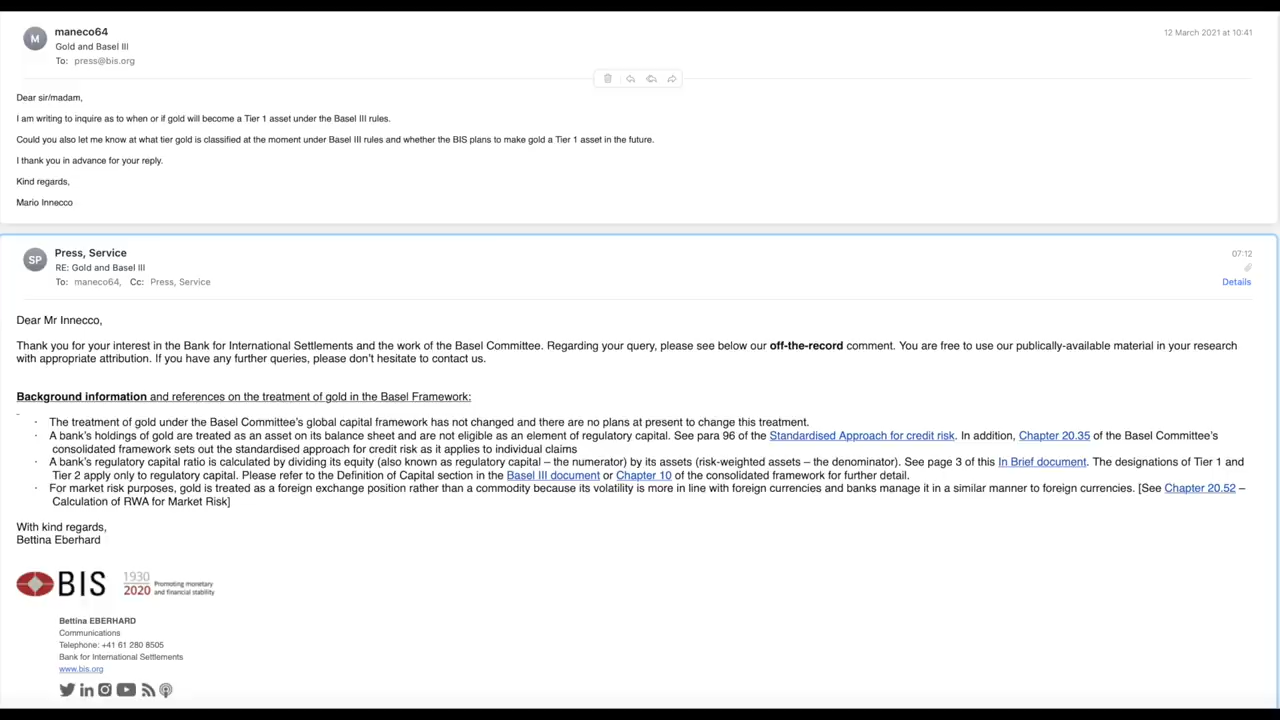 M
maneco64
12 March 2021 at 10:41
Gold and Basel III
To: press@bis.org
Dear sir/madam,
I am writing to inquire as to when or if gold will become a Tier 1 asset under the Basel III rules.
Could you also let me know at what tier gold is classified at the moment under Basel III rules and whether the BIS plans to make gold a Tier 1 asset in the future.
I thank you in advance for your reply.
Kind regards,
Mario Innecco
SP
Press, Service
07:12
RE: Gold and Basel III
To: maneco64, Cc: Press, Service
Details
Dear Mr Innecco,
Thank you for your interest in the Bank for International Settlements and the work of the Basel Committee. Regarding your query, please see below our off-the-record comment. You are free to use our publically-available material in your research
with appropriate attribution. If you have any further queries, please don't hesitate to contact us.
Background information and references on the treatment of gold in the Basel Framework:
· The treatment of gold under the Basel Committee's global capital framework has not changed and there are no plans at present to change this treatment.
· A bank's holdings of gold are treated as an asset on its balance sheet and are not eligible as an element of regulatory capital. See para 96 of the Standardised Approach for credit risk. In addition, Chapter 20.35 of the Basel Committee's
consolidated framework sets out the standardised approach for credit risk as it applies to individual claims
· A bank's regulatory capital ratio is calculated by dividing its equity (also known as regulatory capital – the numerator) by its assets (risk-weighted assets – the denominator). See page 3 of this In Brief document. The designations of Tier 1 and
Tier 2 apply only to regulatory capital. Please refer to the Definition of Capital section in the Basel III document or Chapter 10 of the consolidated framework for further detail.
· For market risk purposes, gold is treated as a foreign exchange position rather than a commodity because its volatility is more in line with foreign currencies and banks manage it in a similar manner to foreign currencies. [See Chapter 20.52 –
Calculation of RWA for Market Risk]
With kind regards,
Bettina Eberhard
BIS
1930
2020
Promoting monetary
and financial stability
Bettina EBERHARD
Communications
Telephone: +41 61 280 8505
Bank for International Settlements
www.bis.org